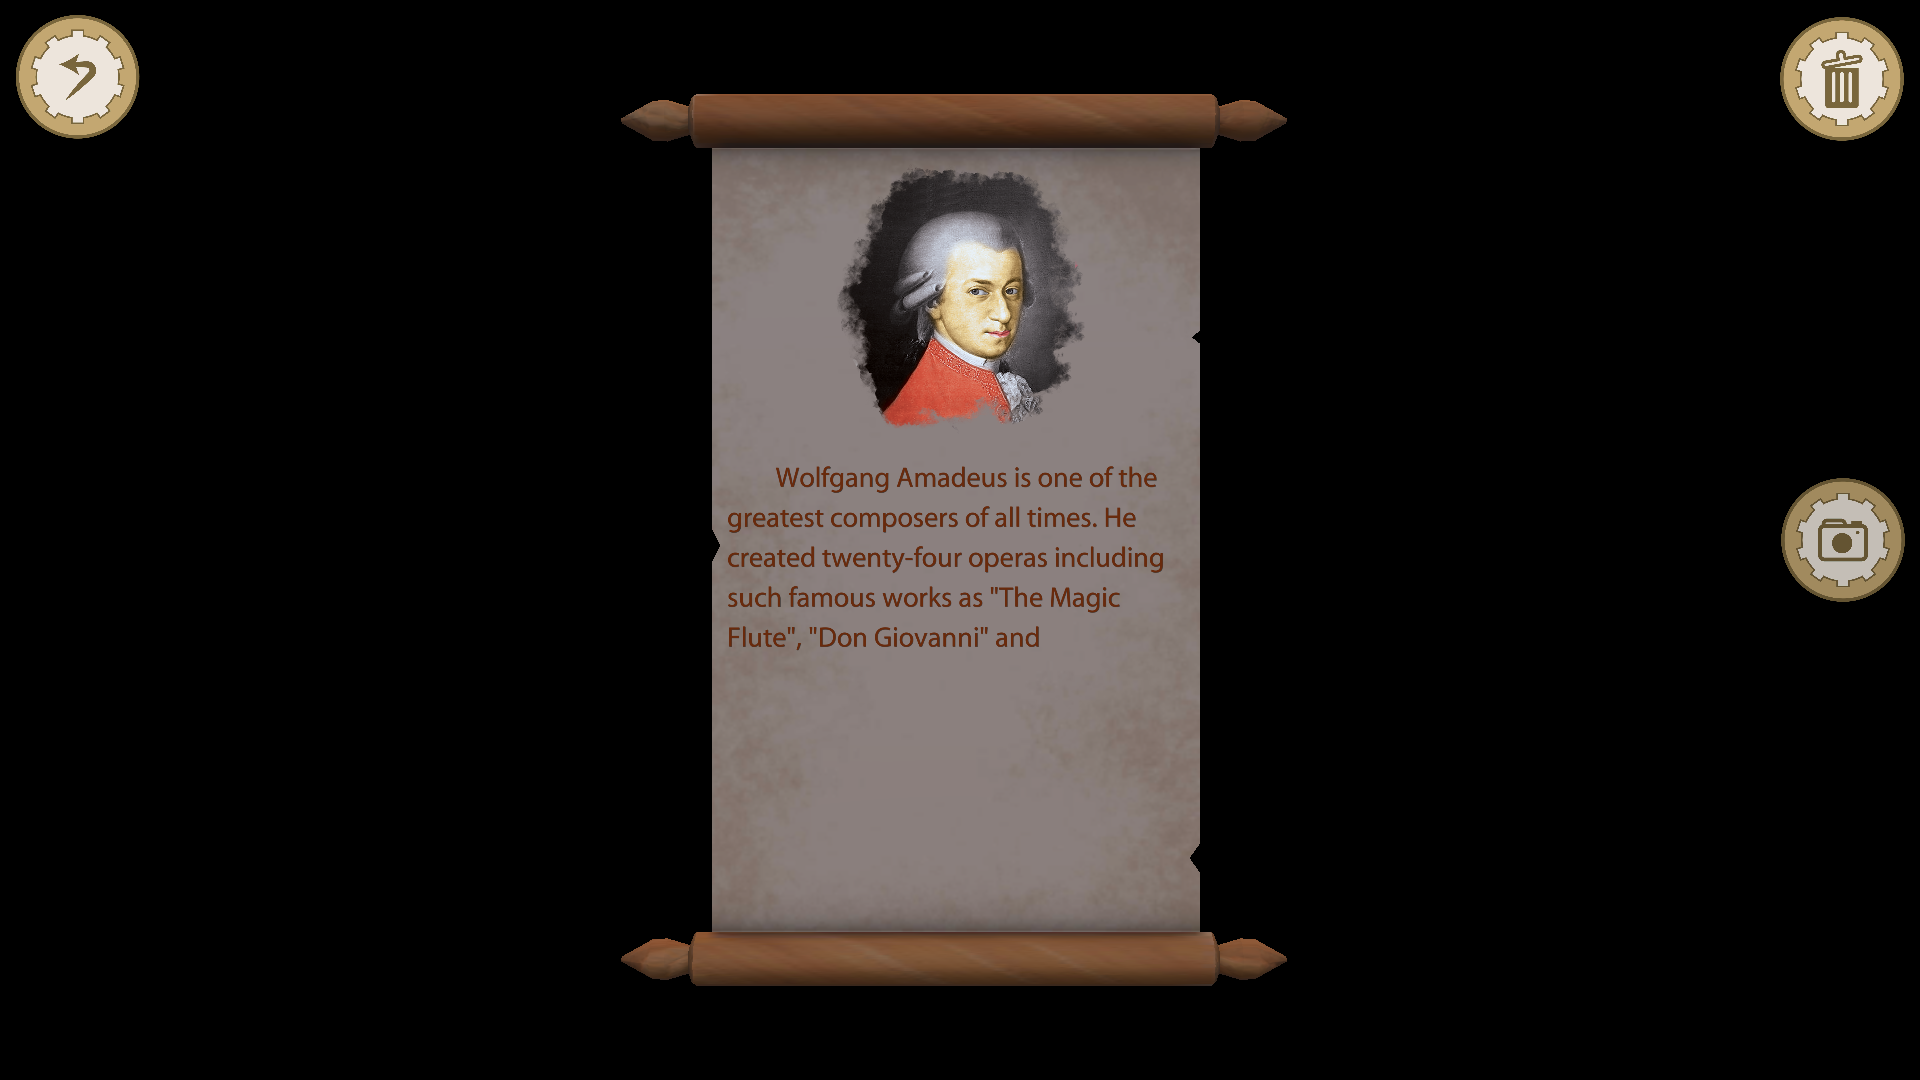 Wolfgang Amadeus is one of the
greatest composers of all times. He
created twenty-four operas including
such famous works as "The Magic
Flute", "Don Giovanni" and